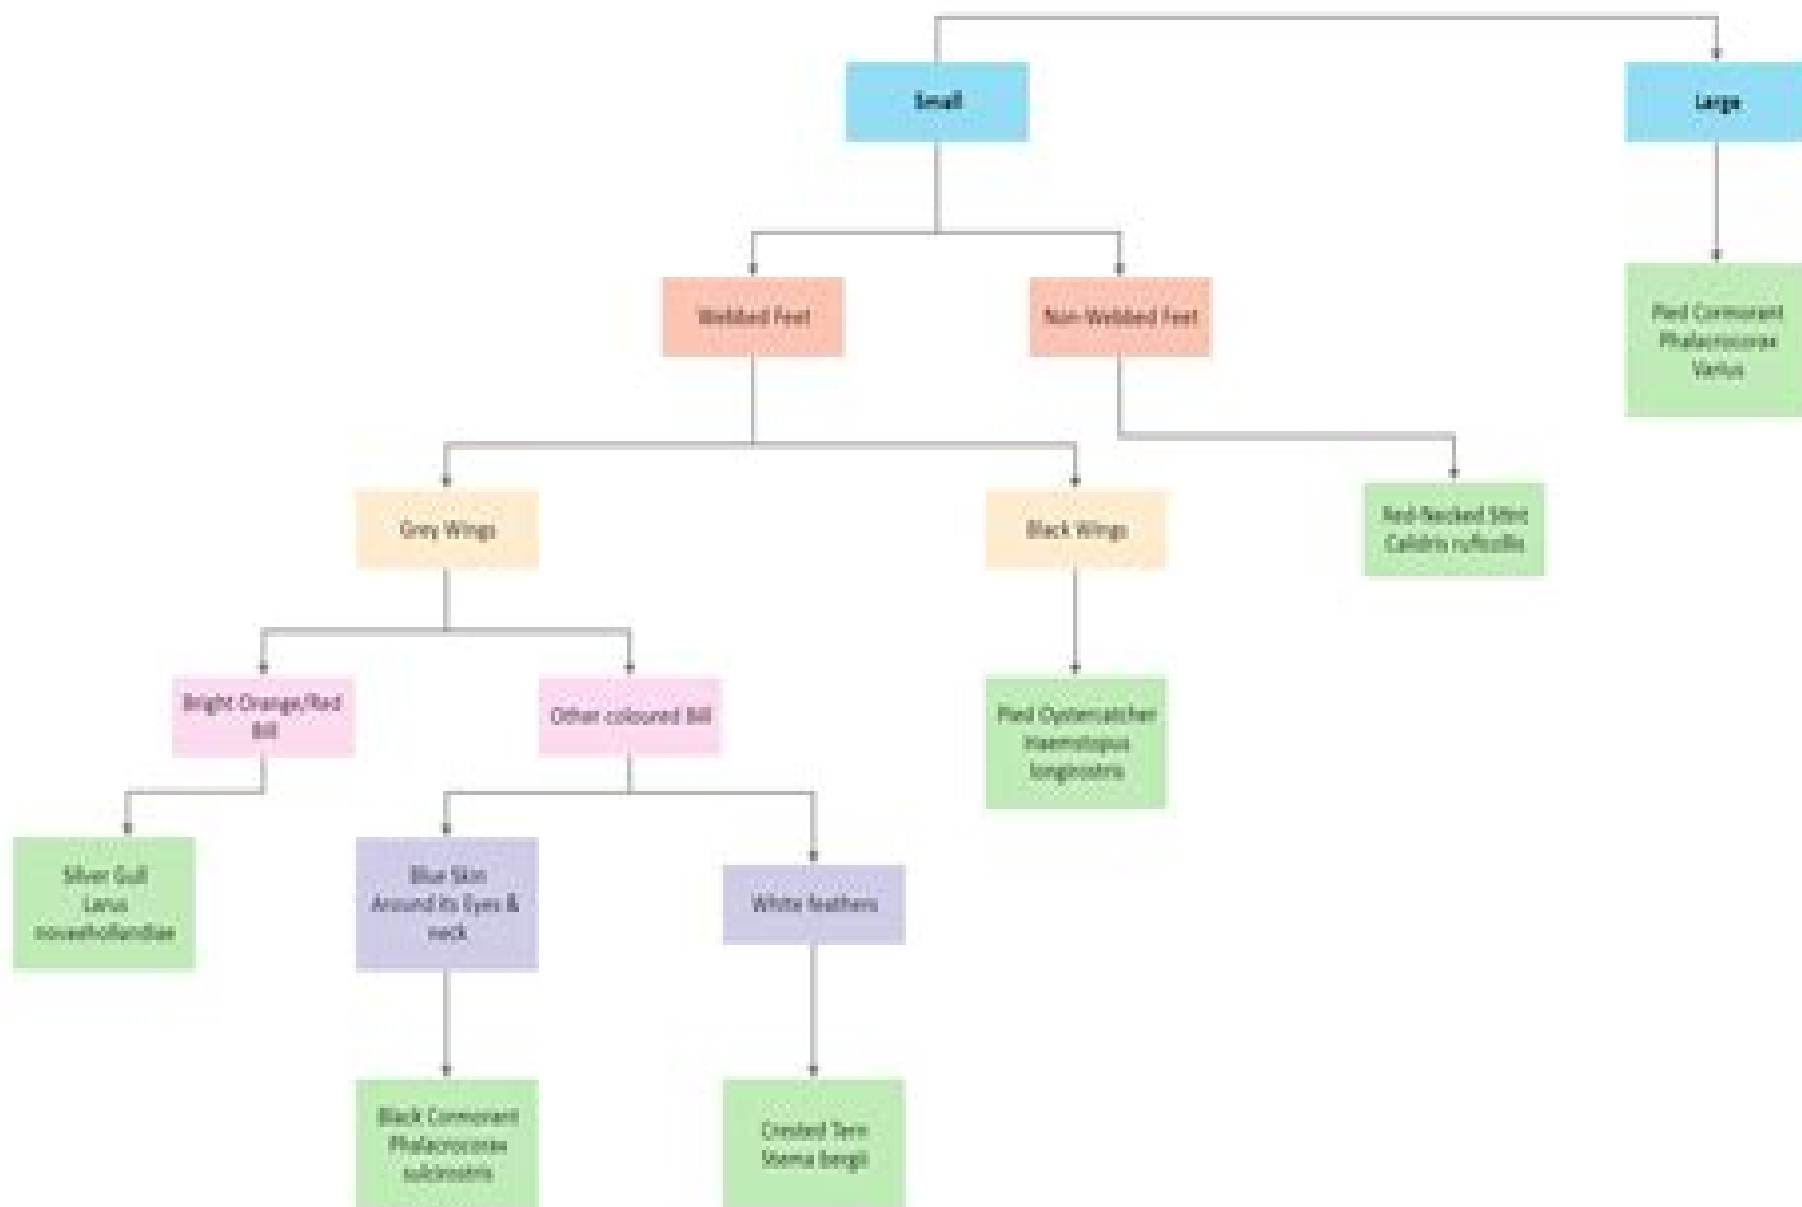 Small
Large
Webbed Feet
Non-Webbed Feet
Pied Cormorant
Phalacrocorax
Varius
Grey Wings
Black Wings
Red-Necked Stint
Calidris ruficollis
Bright Orange/Red
Bill
Other coloured Bill
Pied Oystercatcher
Haematopus
longirostris
Silver Gull
Larus
novaehollandiae
Blue Skin
Around its Eyes &
neck
White feathers
Black Cormorant
Phalacrocorax
sulcirostris
Crested Tern
Sterna bergii